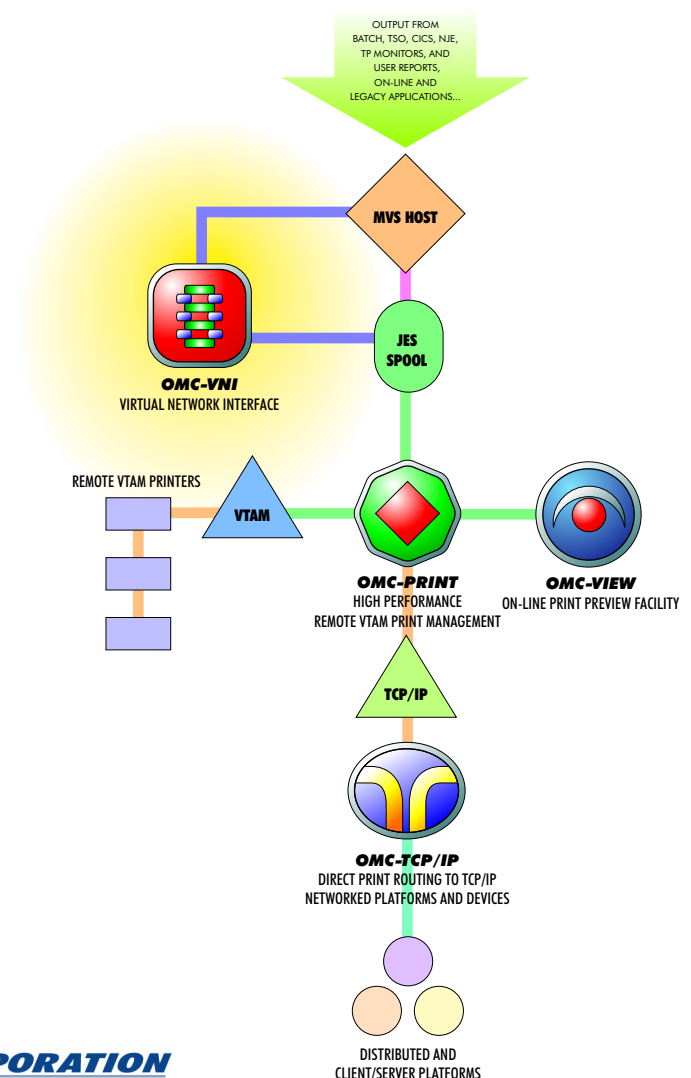 OUTPUT FROM
BATCH, TSO, CICS, NJE,
TP MONITORS, AND
USER REPORTS,
ON-LINE AND
LEGACY APPLICATIONS...
MVS HOST
JES
SPOOL
OMC-VNI
VIRTUAL NETWORK INTERFACE
REMOTE VTAM PRINTERS
VTAM
OMC-PRINT
HIGH PERFORMANCE
REMOTE VTAM PRINT MANAGEMENT
OMC-VIEW
ON-LINE PRINT PREVIEW FACILITY
TCP/IP
OMC-TCP/IP
DIRECT PRINT ROUTING TO TCP/IP
NETWORKED PLATFORMS AND DEVICES
DISTRIBUTED AND
CLIENT/SERVER PLATFORMS
PORATION